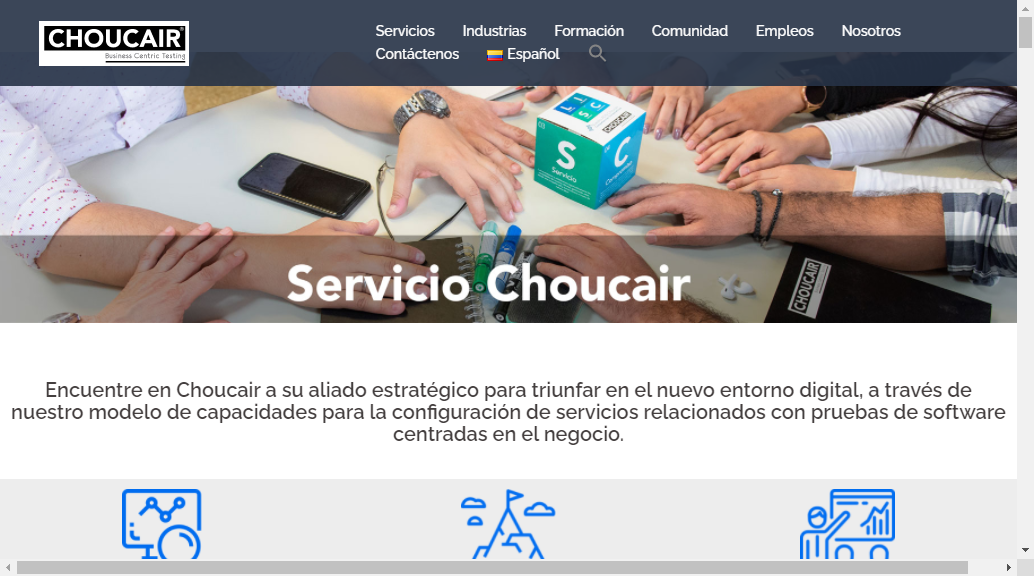 CHOUCAIR
Business Centric Testing
Servicios Industrias Formación Comunidad Empleos Nosotros
Contáctenos Español
S
Servicio
C
CHOUCAIR
Servicio Choucair
Encuentre en Choucair a su aliado estratégico para triunfar en el nuevo entorno digital, a través de
nuestro modelo de capacidades para la configuración de servicios relacionados con pruebas de software
centradas en el negocio.